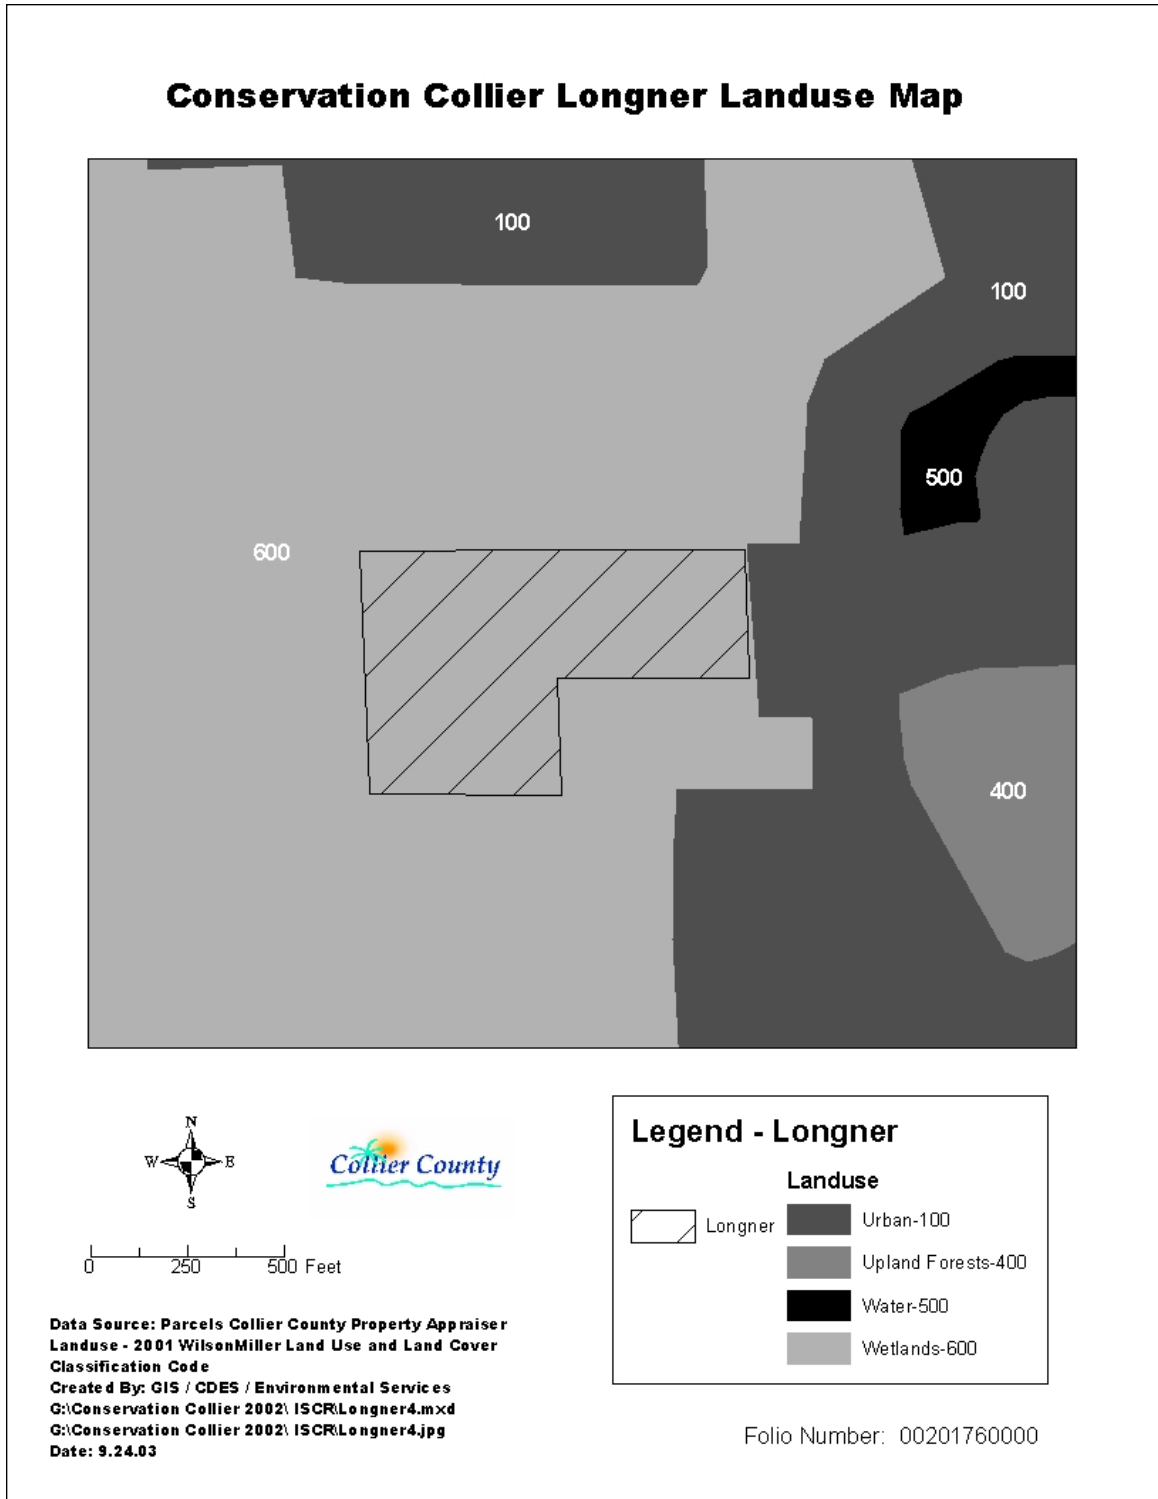 Conservation Collier Longner Landuse Map
100
100
500
600
400
N
W E
S
Collier County
0 250 500 Feet
Legend - Longner
Landuse
Longner
Urban-100
Upland Forests-400
Water-500
Wetlands-600
Data Source: Parcels Collier County Property Appraiser
Landuse - 2001 WilsonMiller Land Use and Land Cover
Classification Code
Created By: GIS / CDES / Environmental Services
G:\Conservation Collier 2002\ ISCR\Longner4.mxd
G:\Conservation Collier 2002\ ISCR\Longner4.jpg
Date: 9.24.03
Folio Number: 00201760000